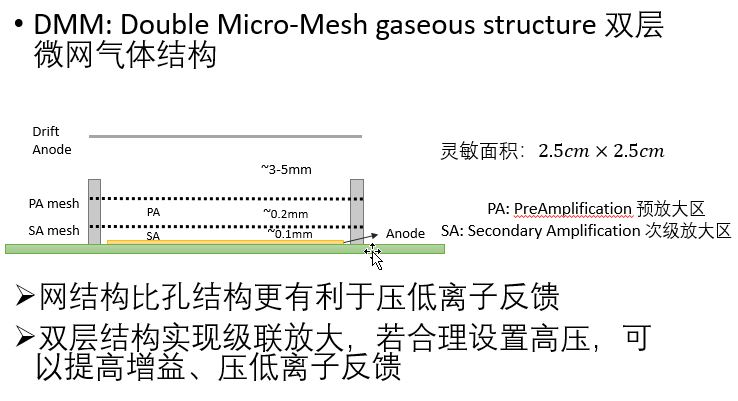 • DMM: Double Micro-Mesh gaseous structure 双层
微网气体结构
Drift
Anode
~3-5mm
灵敏面积：2.5cm × 2.5cm
PA mesh
PA
~0.2mm
PA: PreAmplification 预放大区
SA mesh
SA
~0.1mm
Anode
SA: Secondary Amplification 次级放大区
➢网结构比孔结构更有利于压低离子反馈
➢双层结构实现级联放大，若合理设置高压，可
以提高增益、压低离子反馈